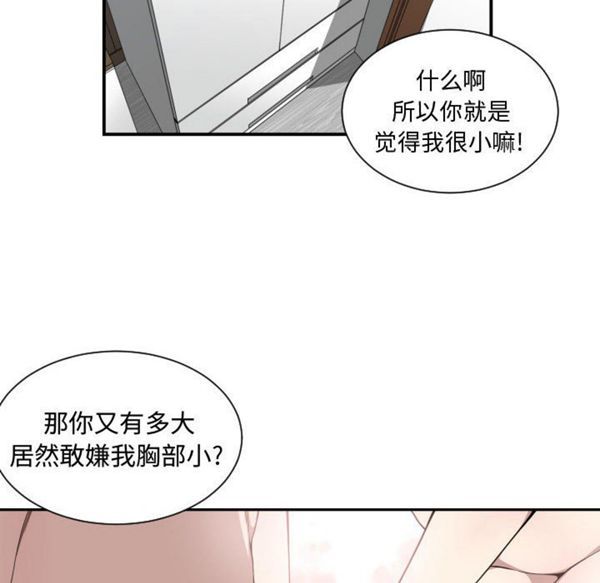 什么啊
所以你就是
觉得我很小嘛!
那你又有多大
居然敢嫌我胸部小?